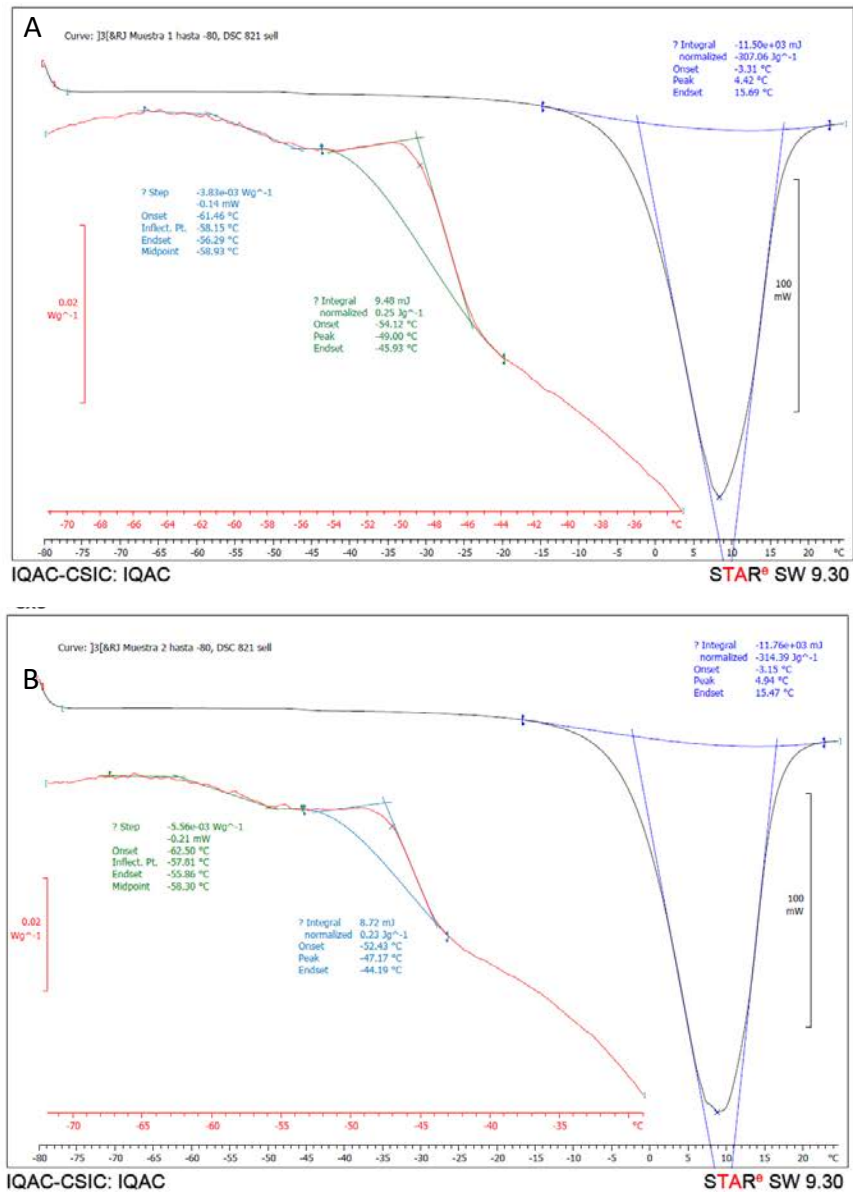 A
Curve: ]3[&RJ Muestra 1 hasta -80, DSC 821 sell
? Integral -11.50e+03 mJ
normalized -307.06 Jg^-1
Onset -3.31 °C
Peak 4.42 °C
Endset 15.69 °C
? Step -3.83e-03 Wg^-1
-0.14 mW
Onset -61.46 °C
Inflect. Pt. -58.15 °C
Endset -56.29 °C
Midpoint -58.93 °C
100
mW
0.02
Wg^-1
? Integral 9.48 mJ
normalized 0.25 Jg^-1
Onset -54.12 °C
Peak -49.00 °C
Endset -45.93 °C
-70 -68 -66 -64 -62 -60 -58 -56 -54 -52 -50 -48 -46 -44 -42 -40 -38 -36 °C
-80 -75 -70 -65 -60 -55 -50 -45 -40 -35 -30 -25 -20 -15 -10 -5 0 5 10 15 20 °C
IQAC-CSIC: IQAC STARe SW 9.30
B
Curve: ]3[&RJ Muestra 2 hasta -80, DSC 821 sell
? Integral -11.76e+03 mJ
normalized -314.39 Jg^-1
Onset -3.15 °C
Peak 4.94 °C
Endset 15.47 °C
? Step -5.56e-03 Wg^-1
-0.21 mW
Onset -62.50 °C
Inflect. Pt. -57.81 °C
Endset -55.86 °C
Midpoint -58.30 °C
100
mW
0.02
Wg^-1
? Integral 8.72 mJ
normalized 0.23 Jg^-1
Onset -52.43 °C
Peak -47.17 °C
Endset -44.19 °C
-70 -65 -60 -55 -50 -45 -40 -35 °C
-80 -75 -70 -65 -60 -55 -50 -45 -40 -35 -30 -25 -20 -15 -10 -5 0 5 10 15 20 °C
IQAC-CSIC: IQAC STARe SW 9.30